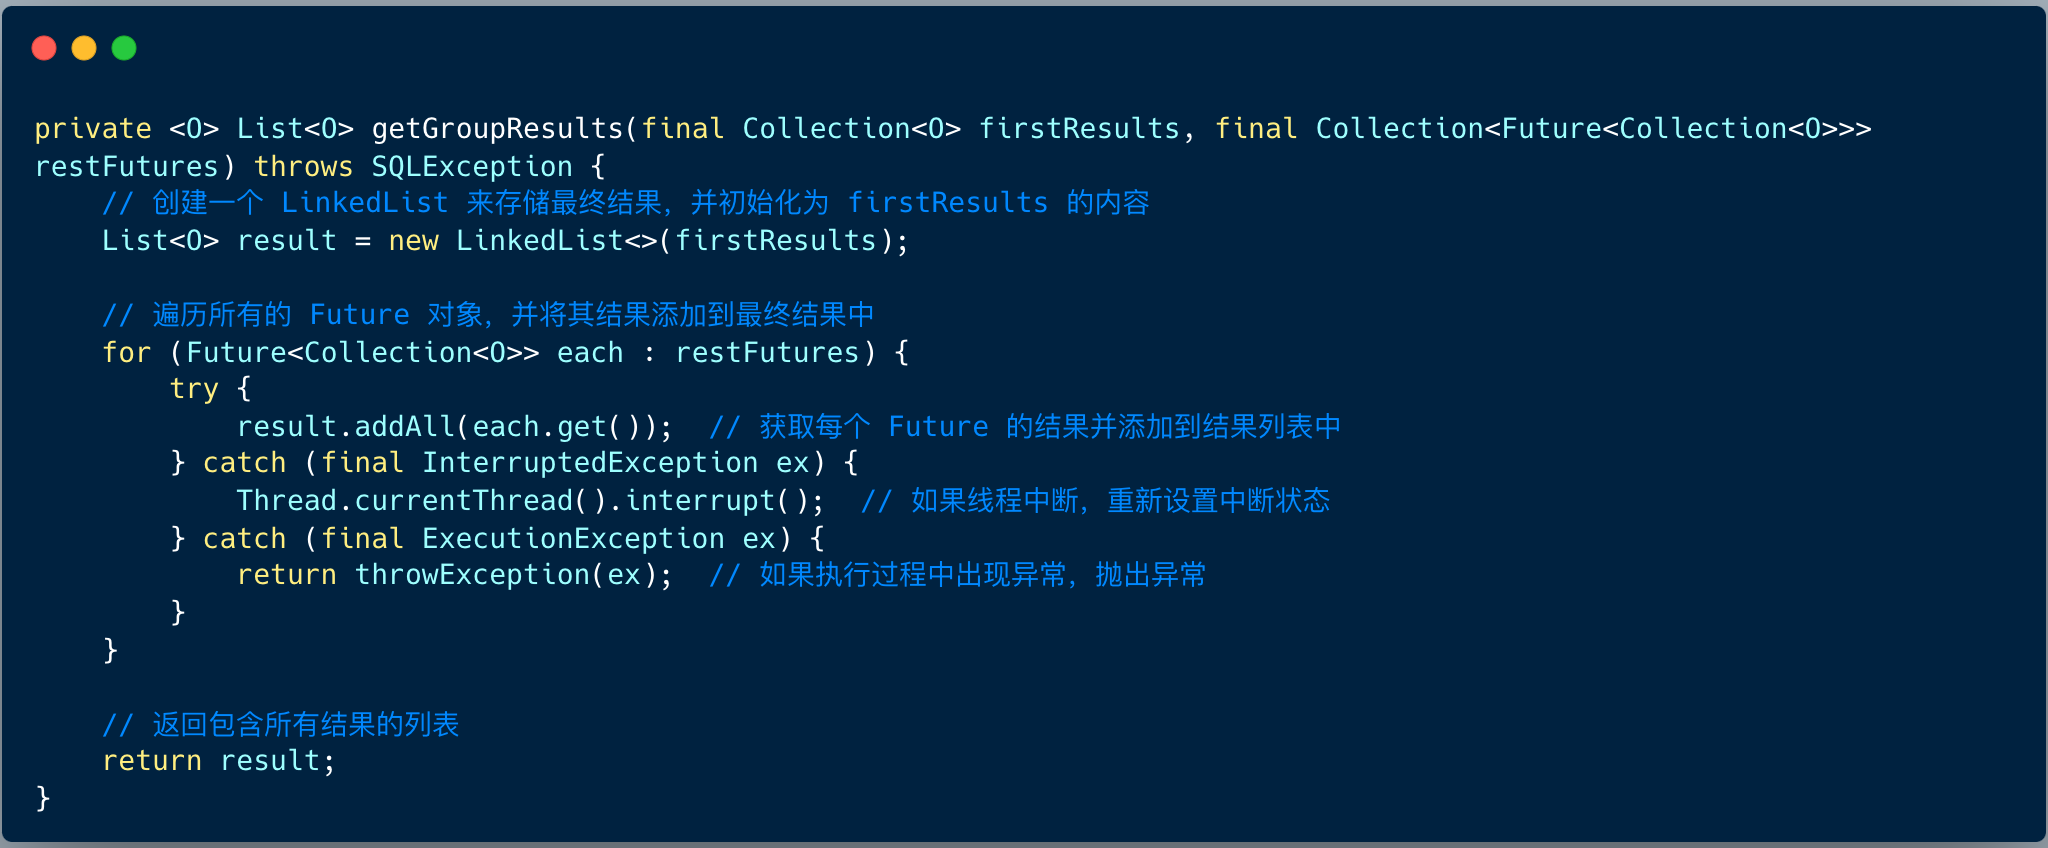 private <O> List<O> getGroupResults(final Collection<O> firstResults, final Collection<Future<Collection<O>>>
restFutures) throws SQLException {
    // 创建一个 LinkedList 来存储最终结果，并初始化为 firstResults 的内容
    List<O> result = new LinkedList<>(firstResults);

    // 遍历所有的 Future 对象，并将其结果添加到最终结果中
    for (Future<Collection<O>> each : restFutures) {
        try {
            result.addAll(each.get());  // 获取每个 Future 的结果并添加到结果列表中
        } catch (final InterruptedException ex) {
            Thread.currentThread().interrupt();  // 如果线程中断，重新设置中断状态
        } catch (final ExecutionException ex) {
            return throwException(ex);  // 如果执行过程中出现异常，抛出异常
        }
    }

    // 返回包含所有结果的列表
    return result;
}